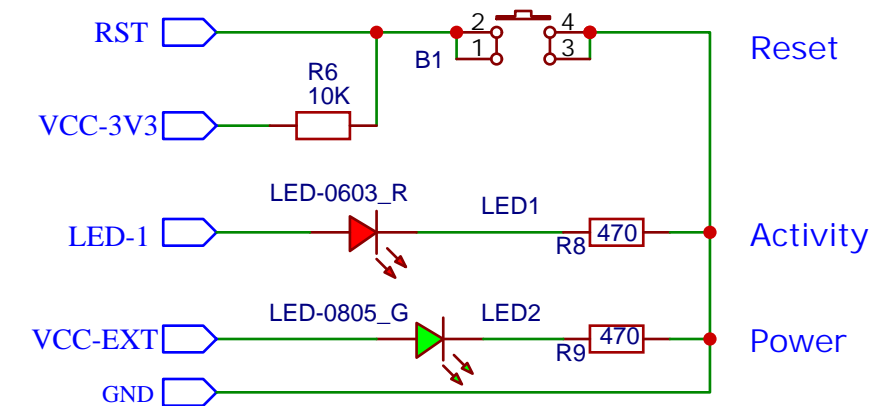 RST
2
4
1
3
B1
Reset
R6
10K
VCC-3V3
LED-0603_R
LED1
LED-1
R8
470
Activity
LED-0805_G
LED2
VCC-EXT
R9
470
Power
GND